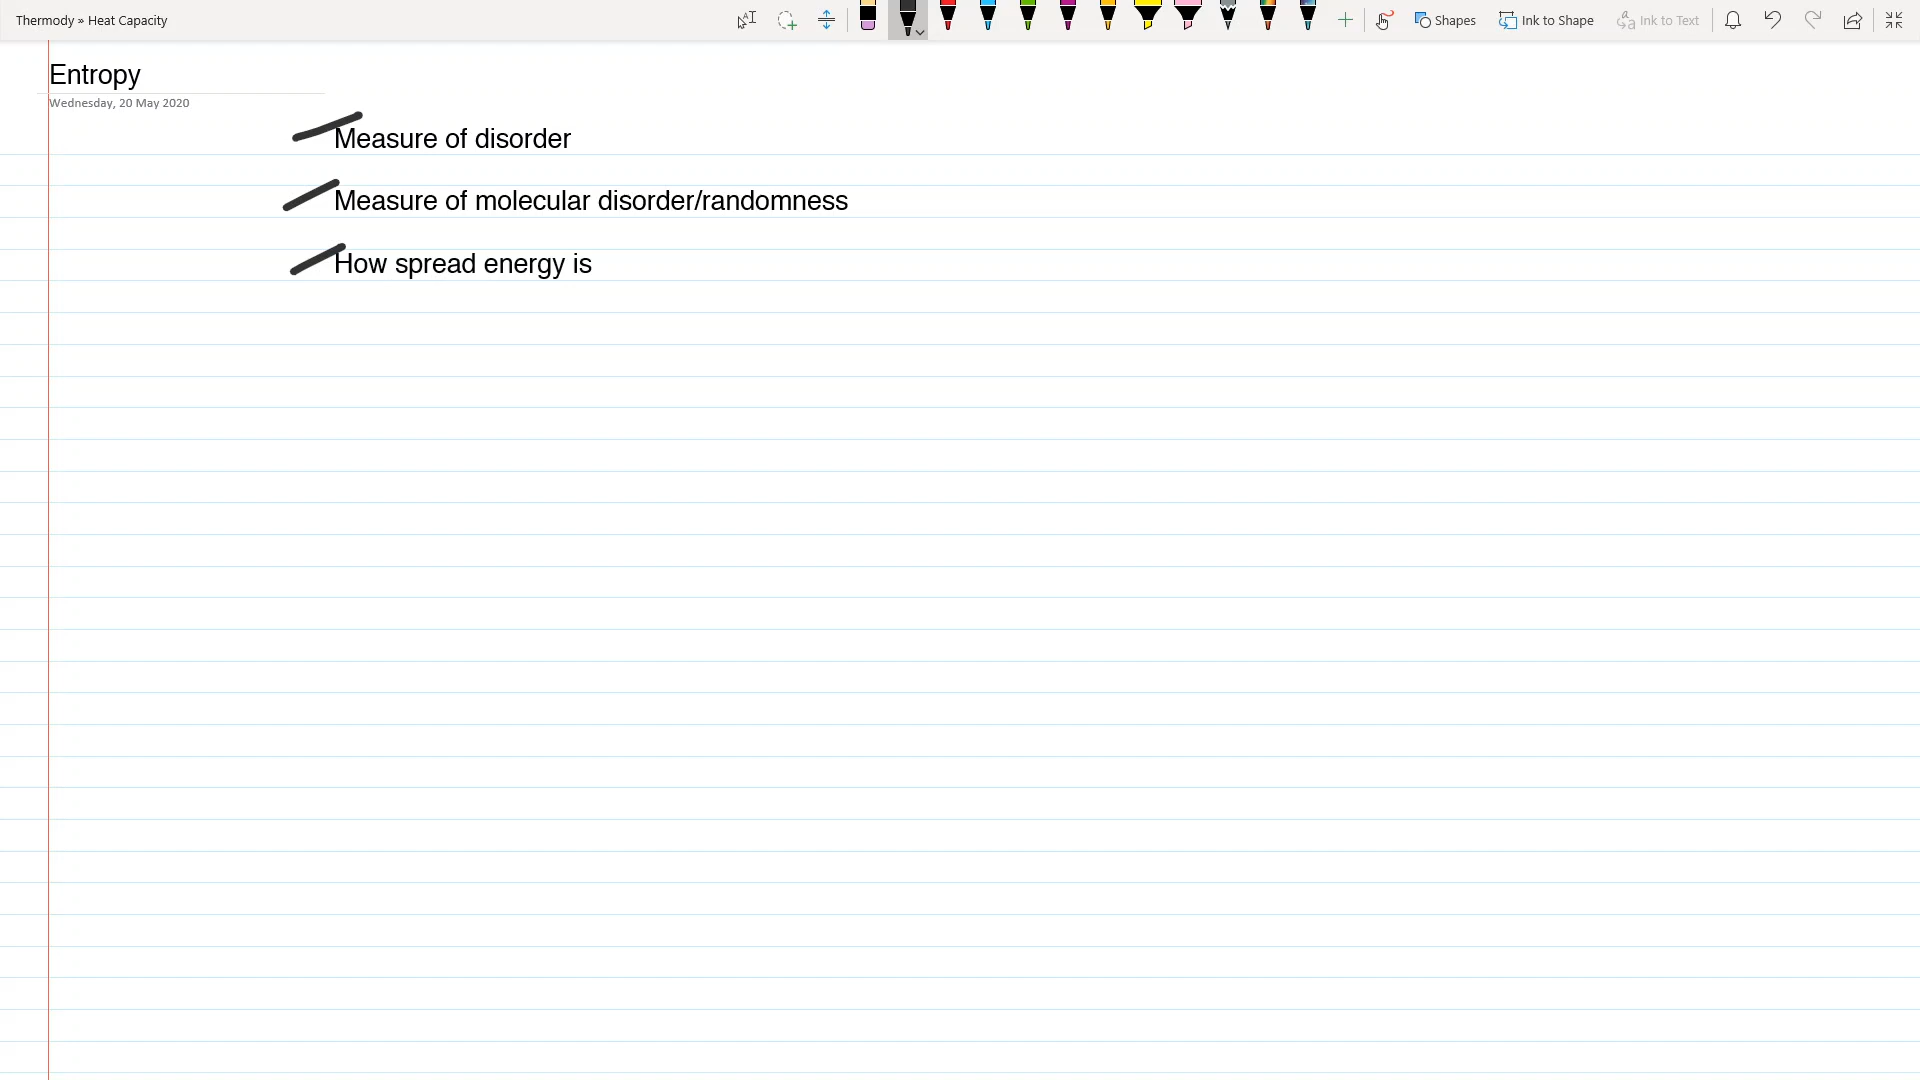 Thermody » Heat Capacity
Shapes
Ink to Shape
Ink to Text
Entropy
Wednesday, 20 May 2020
Measure of disorder
Measure of molecular disorder/randomness
How spread energy is